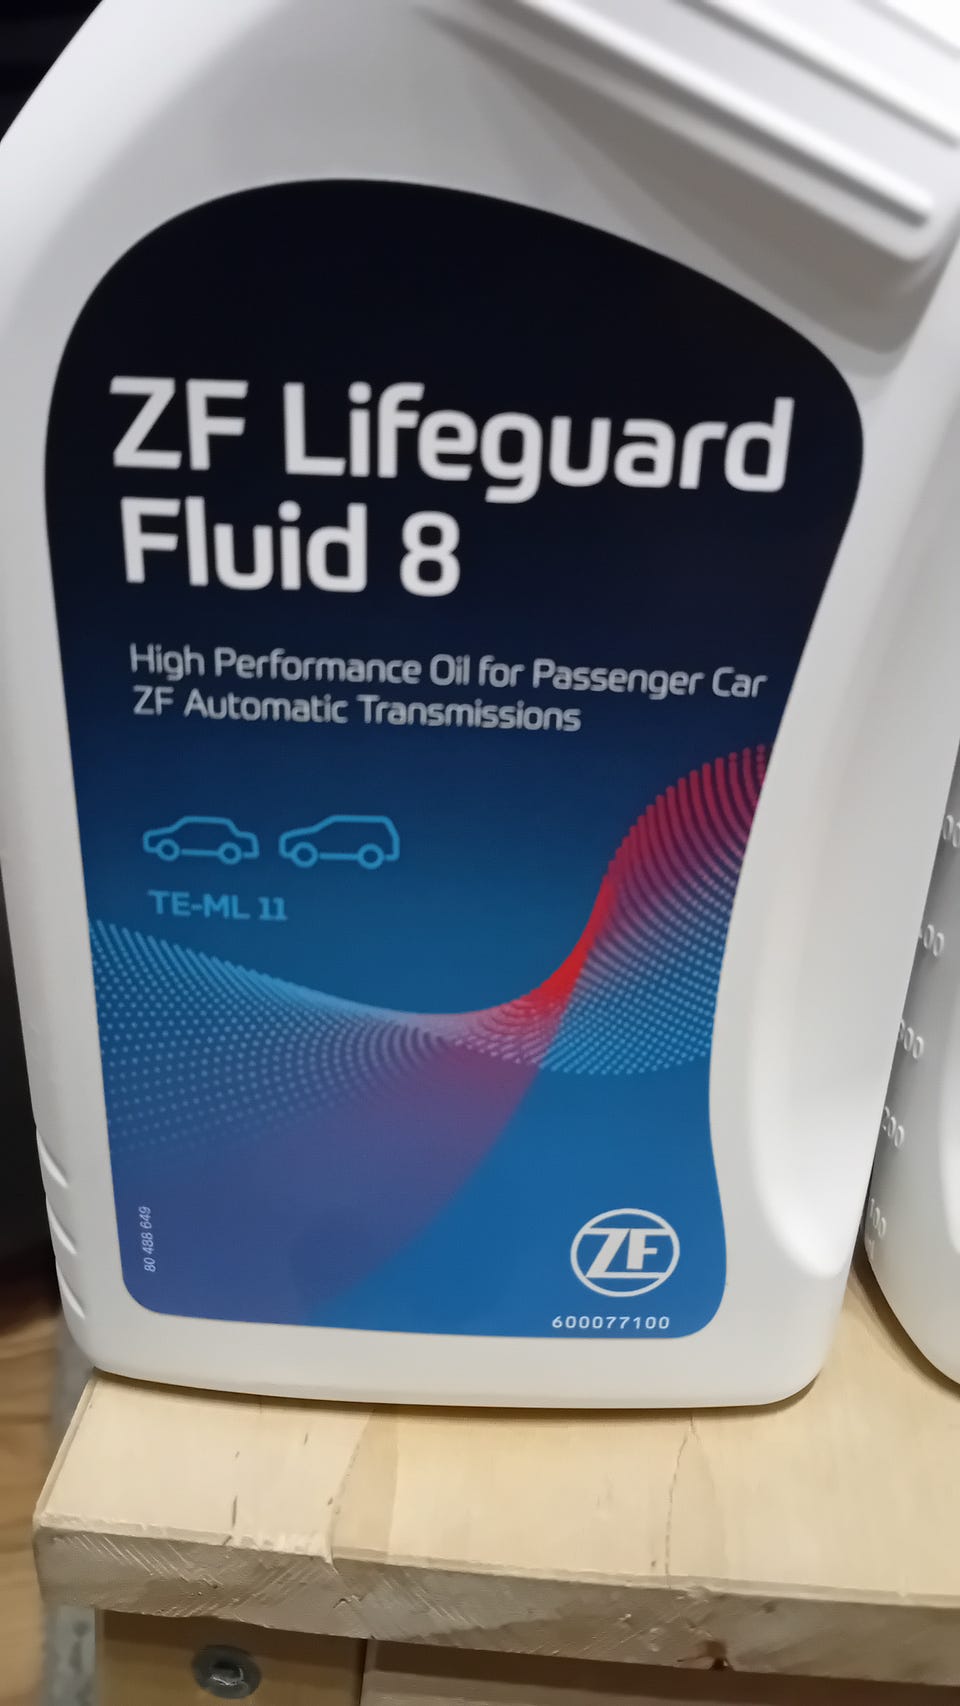 ZF Lifeguard
Fluid 8
High Performance Oil for Passenger Car
ZF Automatic Transmissions
TE-ML 11
80 488 649
ZF
600077100